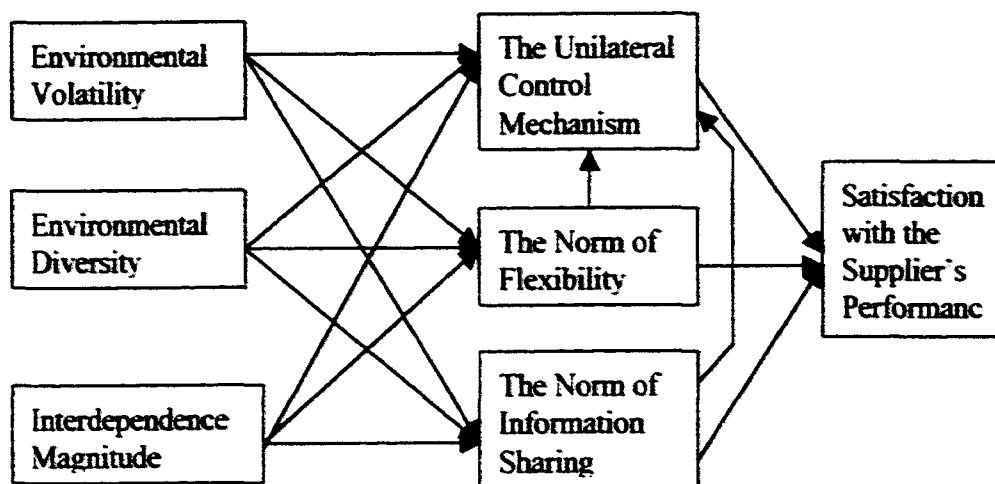 Environmental
Volatility
Environmental
Diversity
Interdependence
Magnitude
The Unilateral
Control
Mechanism
The Norm of
Flexibility
The Norm of
Information
Sharing
Satisfaction
with the
Supplier`s
Performanc